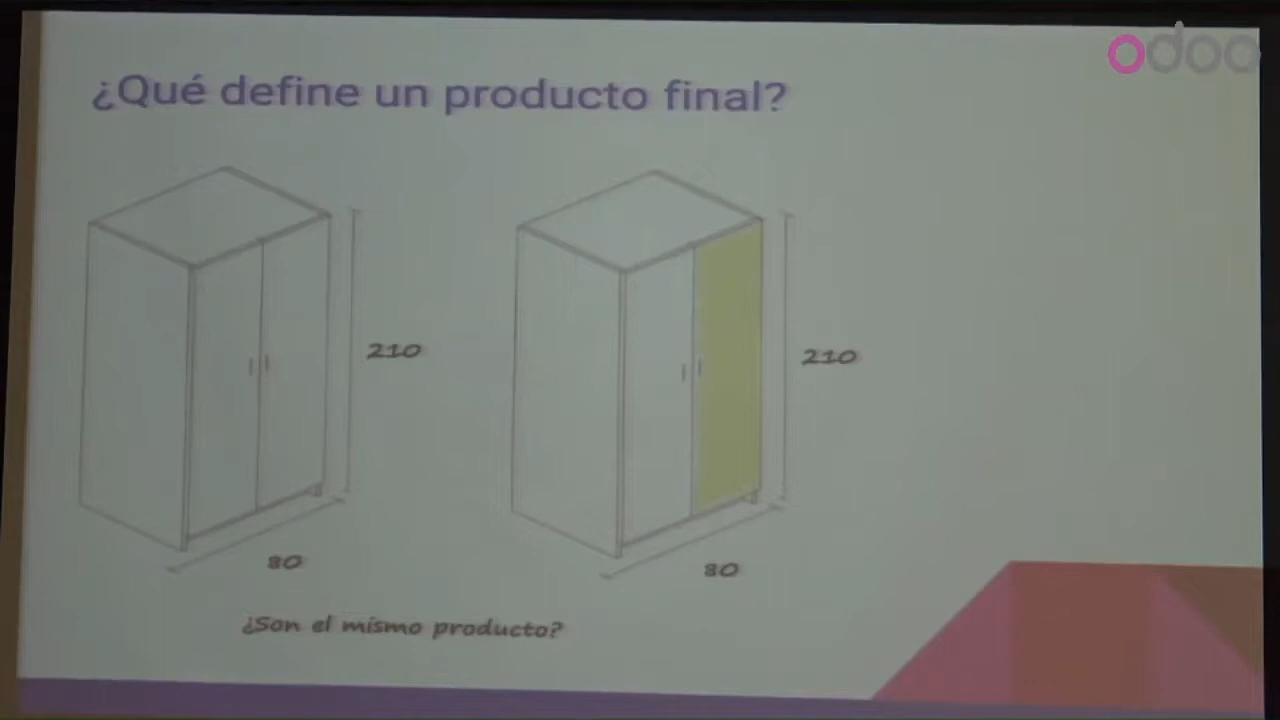 odoo
¿Qué define un producto final?
210
210
80
80
¿Son el mismo producto?